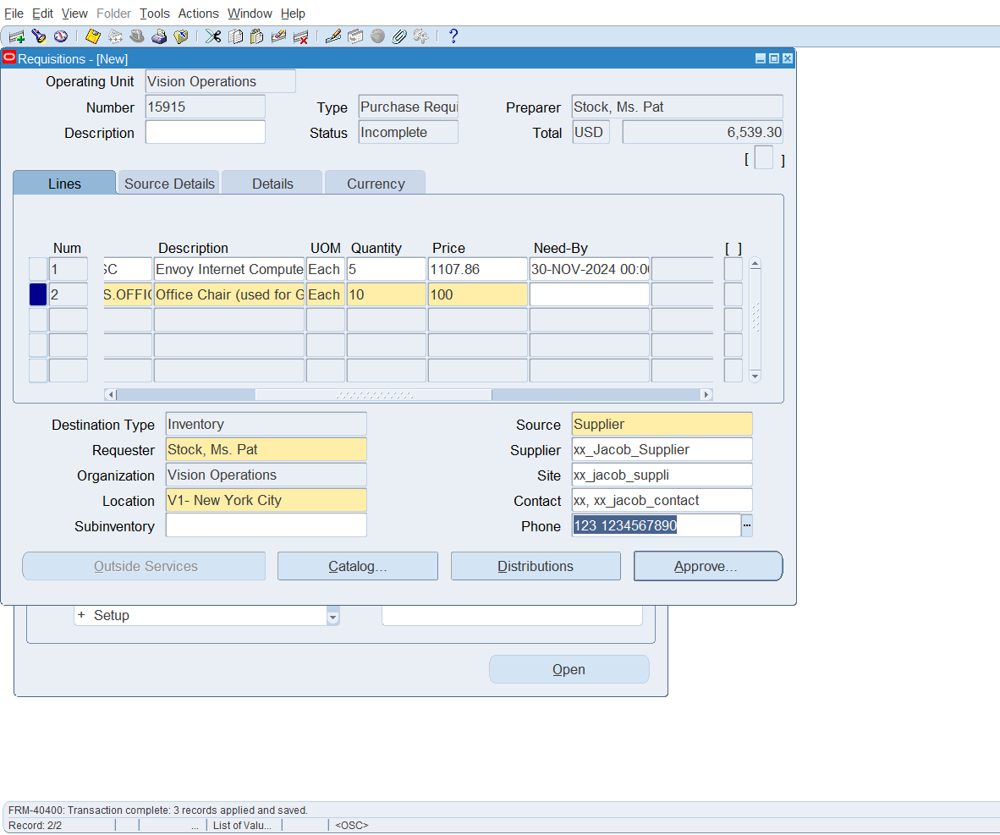 File Edit View Folder Tools Actions Window Help
?
Requisitions - [New]
Operating Unit Vision Operations
Number 15915 Type Purchase Requi Preparer Stock, Ms. Pat
Description Status Incomplete Total USD 6,539.30
[ ]
Lines Source Details Details Currency
Num Description UOM Quantity Price Need-By [ ]
1 SC Envoy Internet Compute Each 5 1107.86 30-NOV-2024 00:00
2 S.OFFIC Office Chair (used for G Each 10 100
Destination Type Inventory Source Supplier
Requester Stock, Ms. Pat Supplier xx_Jacob_Supplier
Organization Vision Operations Site xx_jacob_suppli
Location V1- New York City Contact xx, xx_jacob_contact
Subinventory Phone 123 1234567890 ...
Outside Services Catalog... Distributions Approve...
+ Setup
Open
FRM-40400: Transaction complete: 3 records applied and saved.
Record: 2/2 ... List of Valu... <OSC>